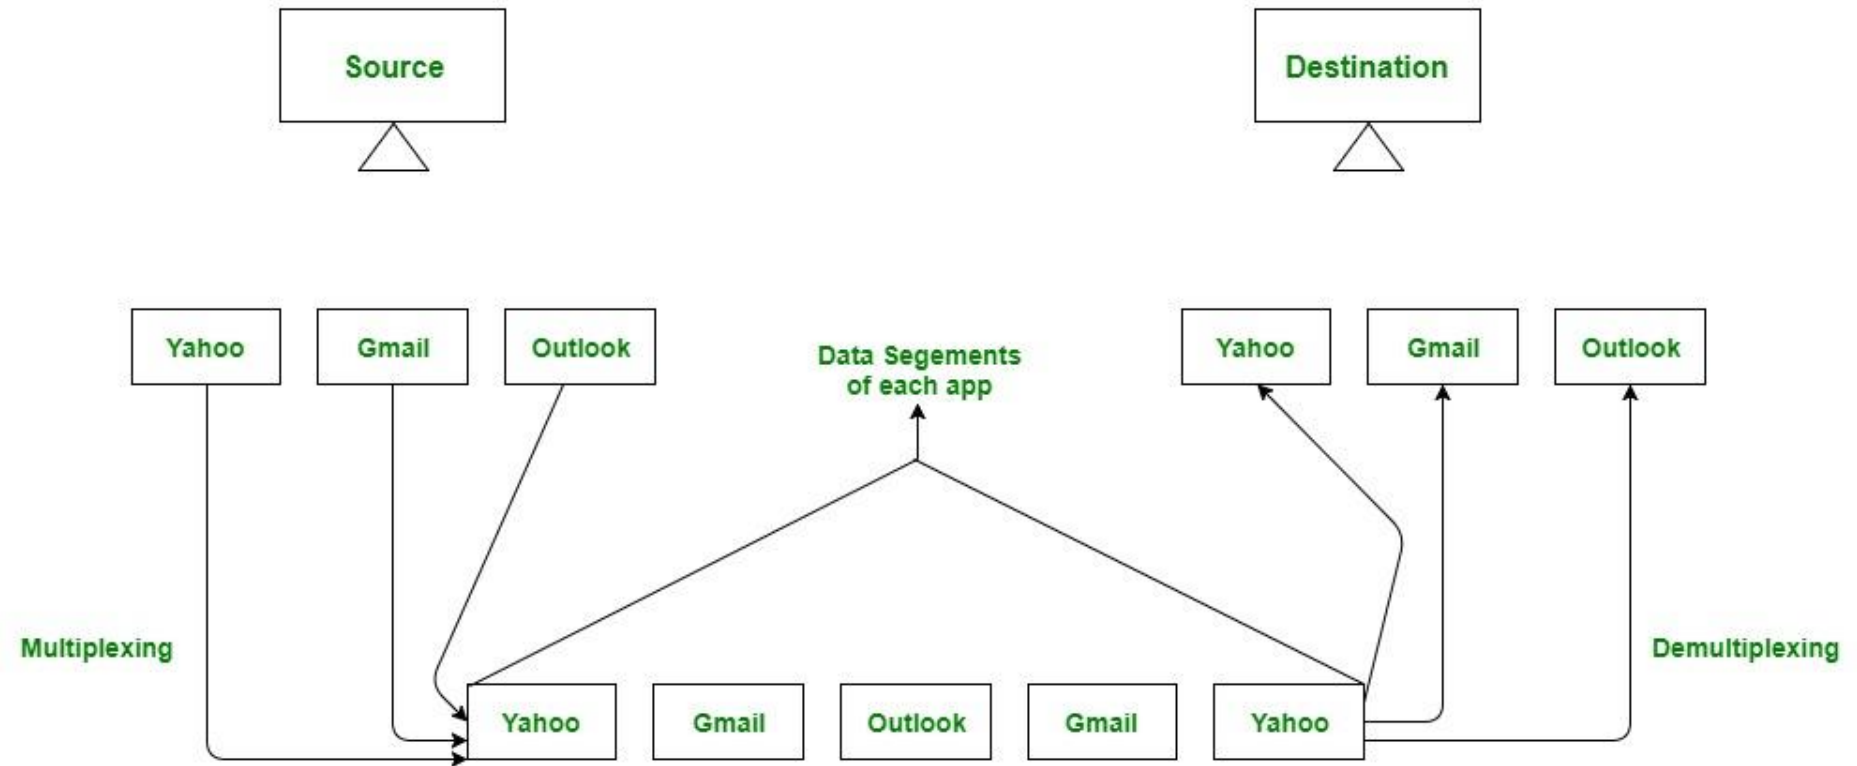 Source
Destination
Yahoo
Gmail
Outlook
Data Segements
of each app
Yahoo
Gmail
Outlook
Multiplexing
Demultiplexing
Yahoo
Gmail
Outlook
Gmail
Yahoo